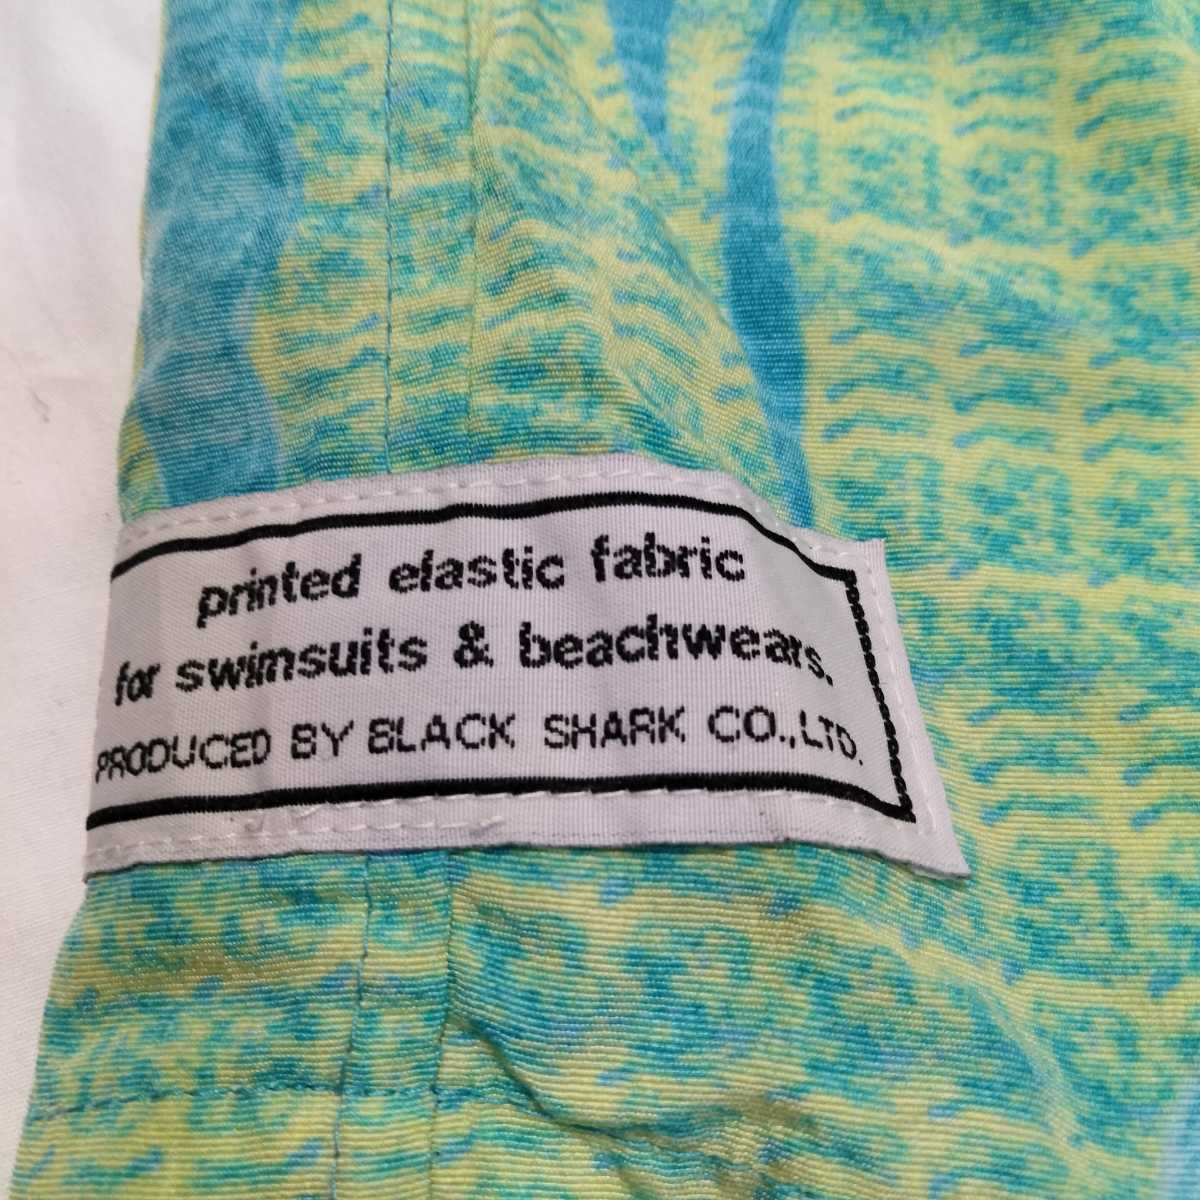 printed elastic fabric
for swimsuits & beachwears.
PRODUCED BY BLACK SHARK CO.,LTD.